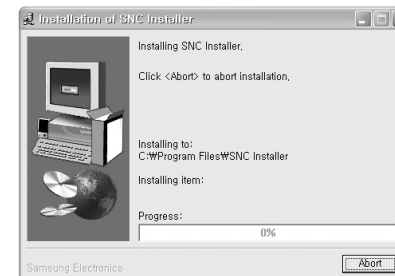 Installation of SNC Installer
Installing SNC Installer,
Click <Abort> to abort installation,
Installing to:
C:₩Program Files₩SNC Installer
Installing item:
Progress:
0%
Samsung Electronics
Abort